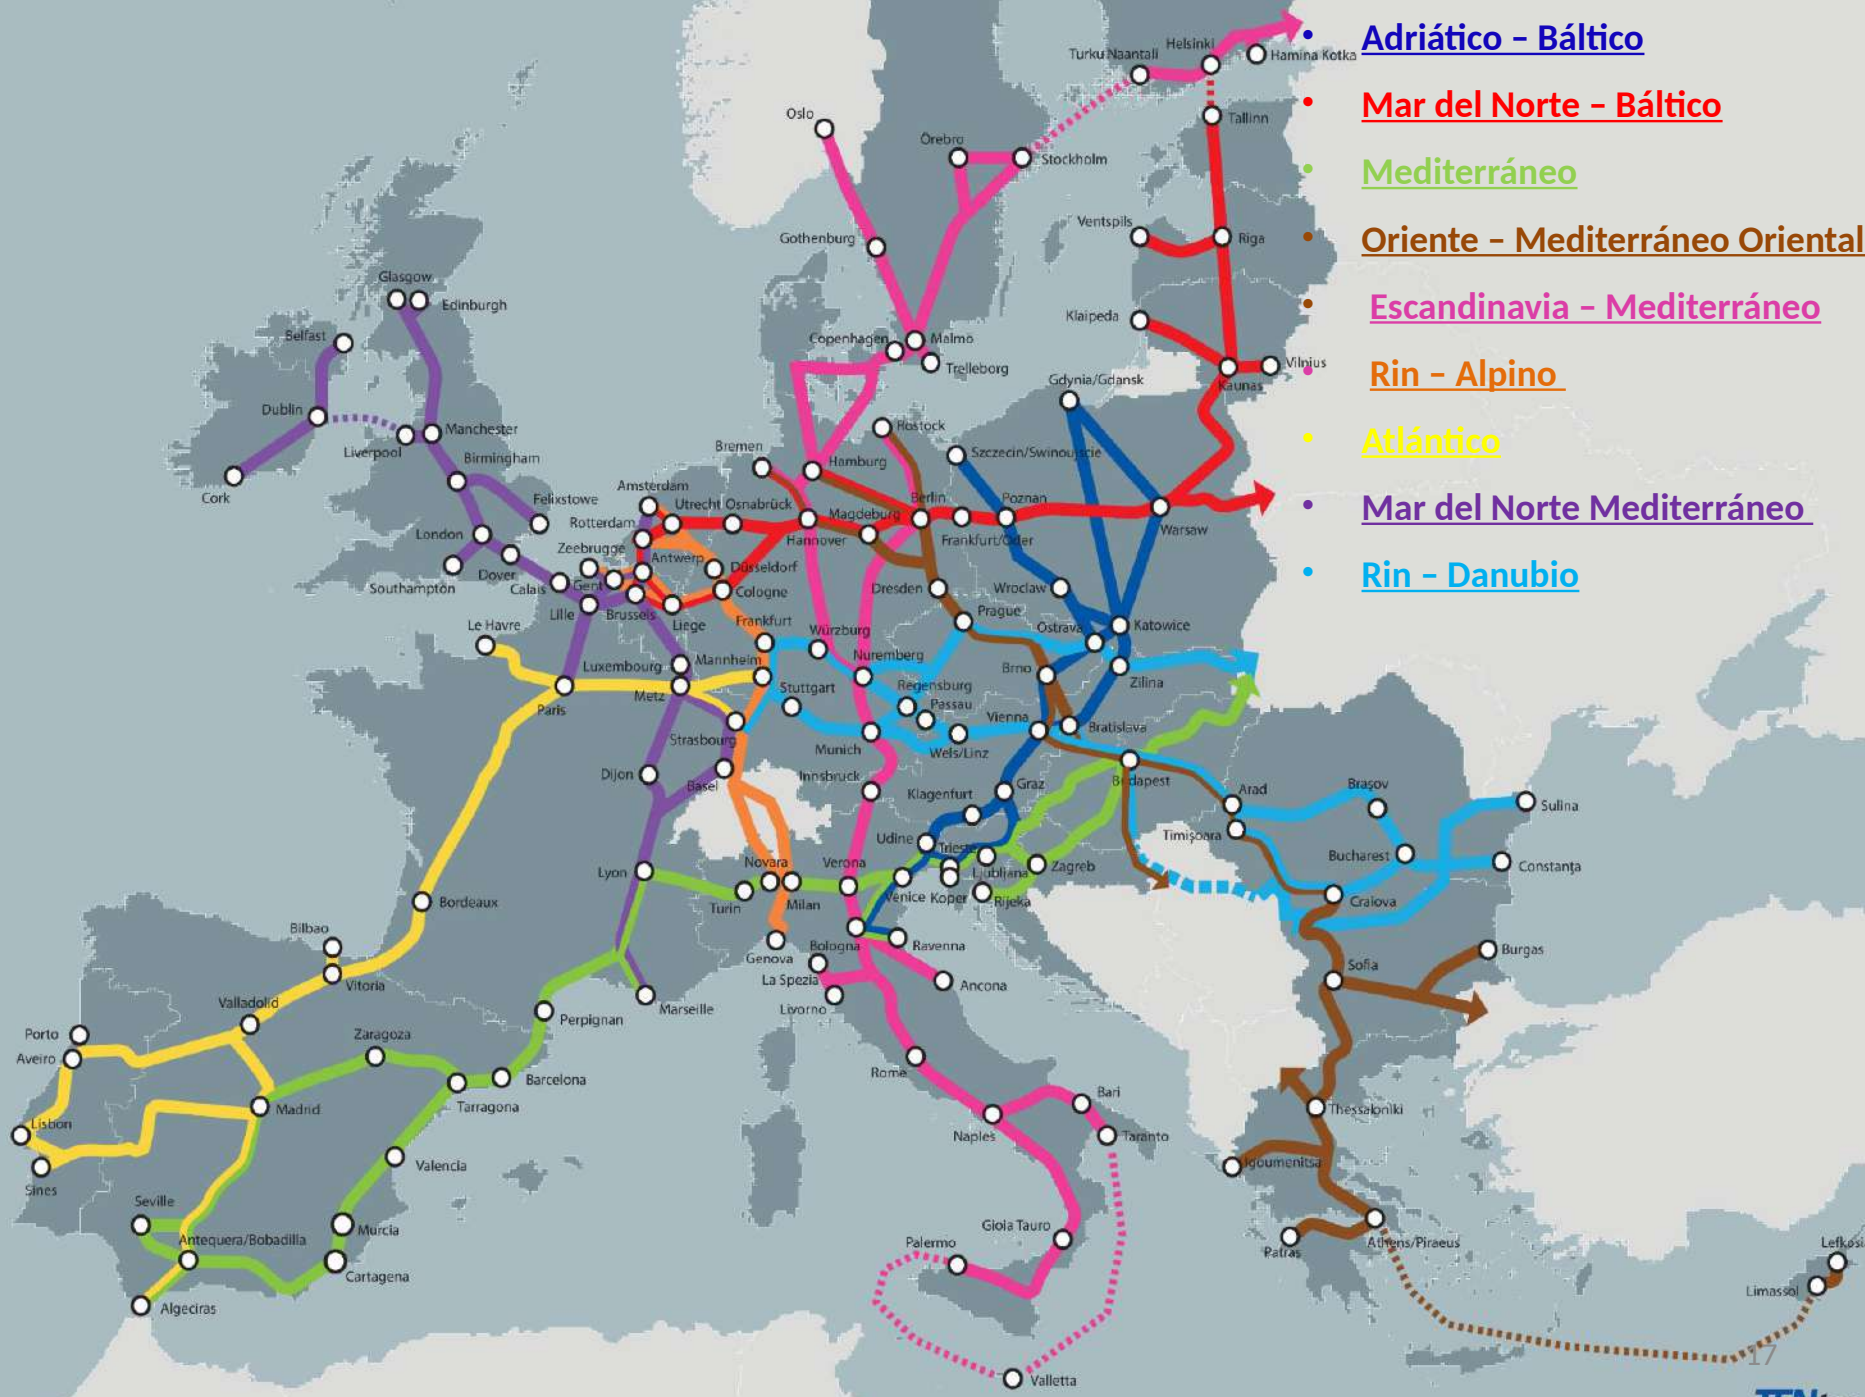 Adriático – Báltico
Mar del Norte – Báltico
Mediterráneo
Oriente – Mediterráneo Oriental
Escandinavia – Mediterráneo
Rin – Alpino
Atlántico
Mar del Norte Mediterráneo
Rin – Danubio
Helsinki
Turku Naantali
Hamina Kotka
Oslo
Tallinn
Örebro
Stockholm
Ventspils
Riga
Gothenburg
Glasgow
Edinburgh
Klaipeda
Belfast
Copenhagen
Malmö
Trelleborg
Vilnius
Gdynia/Gdansk
Kaunas
Dublin
Manchester
Liverpool
Rostock
Bremen
Szczecin/Swinoujscie
Birmingham
Hamburg
Cork
Felixstowe
Amsterdam
Utrecht
Osnabrück
Berlin
Poznan
Magdeburg
Rotterdam
Warsaw
London
Hannover
Frankfurt/Oder
Zeebrugge
Antwerp
Düsseldorf
Dover
Southampton
Calais
Gent
Dresden
Wroclaw
Cologne
Lille
Brussels
Liege
Le Havre
Frankfurt
Würzburg
Prague
Ostrava
Katowice
Luxembourg
Mannheim
Nuremberg
Brno
Zilina
Metz
Stuttgart
Regensburg
Paris
Passau
Vienna
Bratislava
Strasbourg
Munich
Wels/Linz
Dijon
Basel
Innsbruck
Klagenfurt
Graz
Budapest
Arad
Braşov
Sulina
Udine
Trieste
Timişoara
Bucharest
Constanţa
Lyon
Novara
Verona
Ljubljana
Zagreb
Turin
Milan
Venice
Koper
Rijeka
Craiova
Bordeaux
Bilbao
Bologna
Ravenna
Genova
Burgas
Sofia
Vitoria
La Spezia
Ancona
Valladolid
Marseille
Livorno
Perpignan
Porto
Zaragoza
Aveiro
Rome
Barcelona
Bari
Madrid
Tarragona
Thessaloniki
Lisbon
Naples
Taranto
Valencia
Igoumenitsa
Sines
Seville
Murcia
Gioia Tauro
Antequera/Bobadilla
Palermo
Patras
Athens/Piraeus
Cartagena
Limassol
Algeciras
17
Valletta